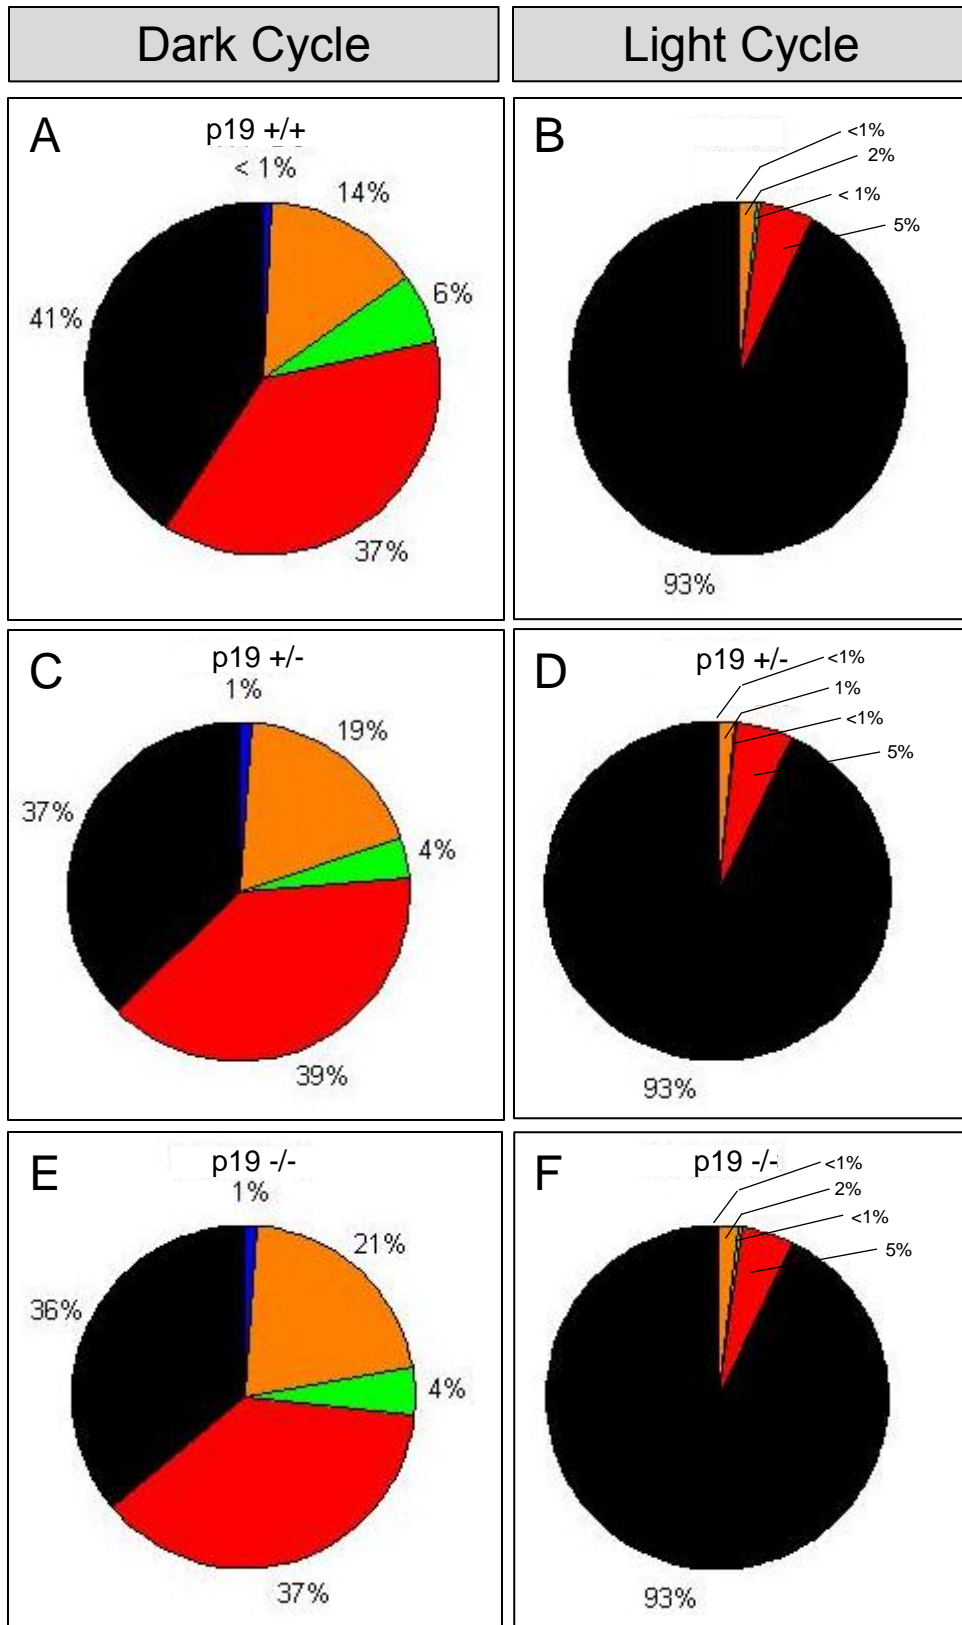 Dark Cycle
Light Cycle
A
p19 +/+
< 1%
14%
6%
41%
37%
B
<1%
2%
< 1%
5%
93%
C
p19 +/-
1%
19%
4%
37%
39%
D
p19 +/-
<1%
1%
<1%
5%
93%
E
p19 -/-
1%
21%
4%
36%
37%
F
p19 -/-
<1%
2%
<1%
5%
93%